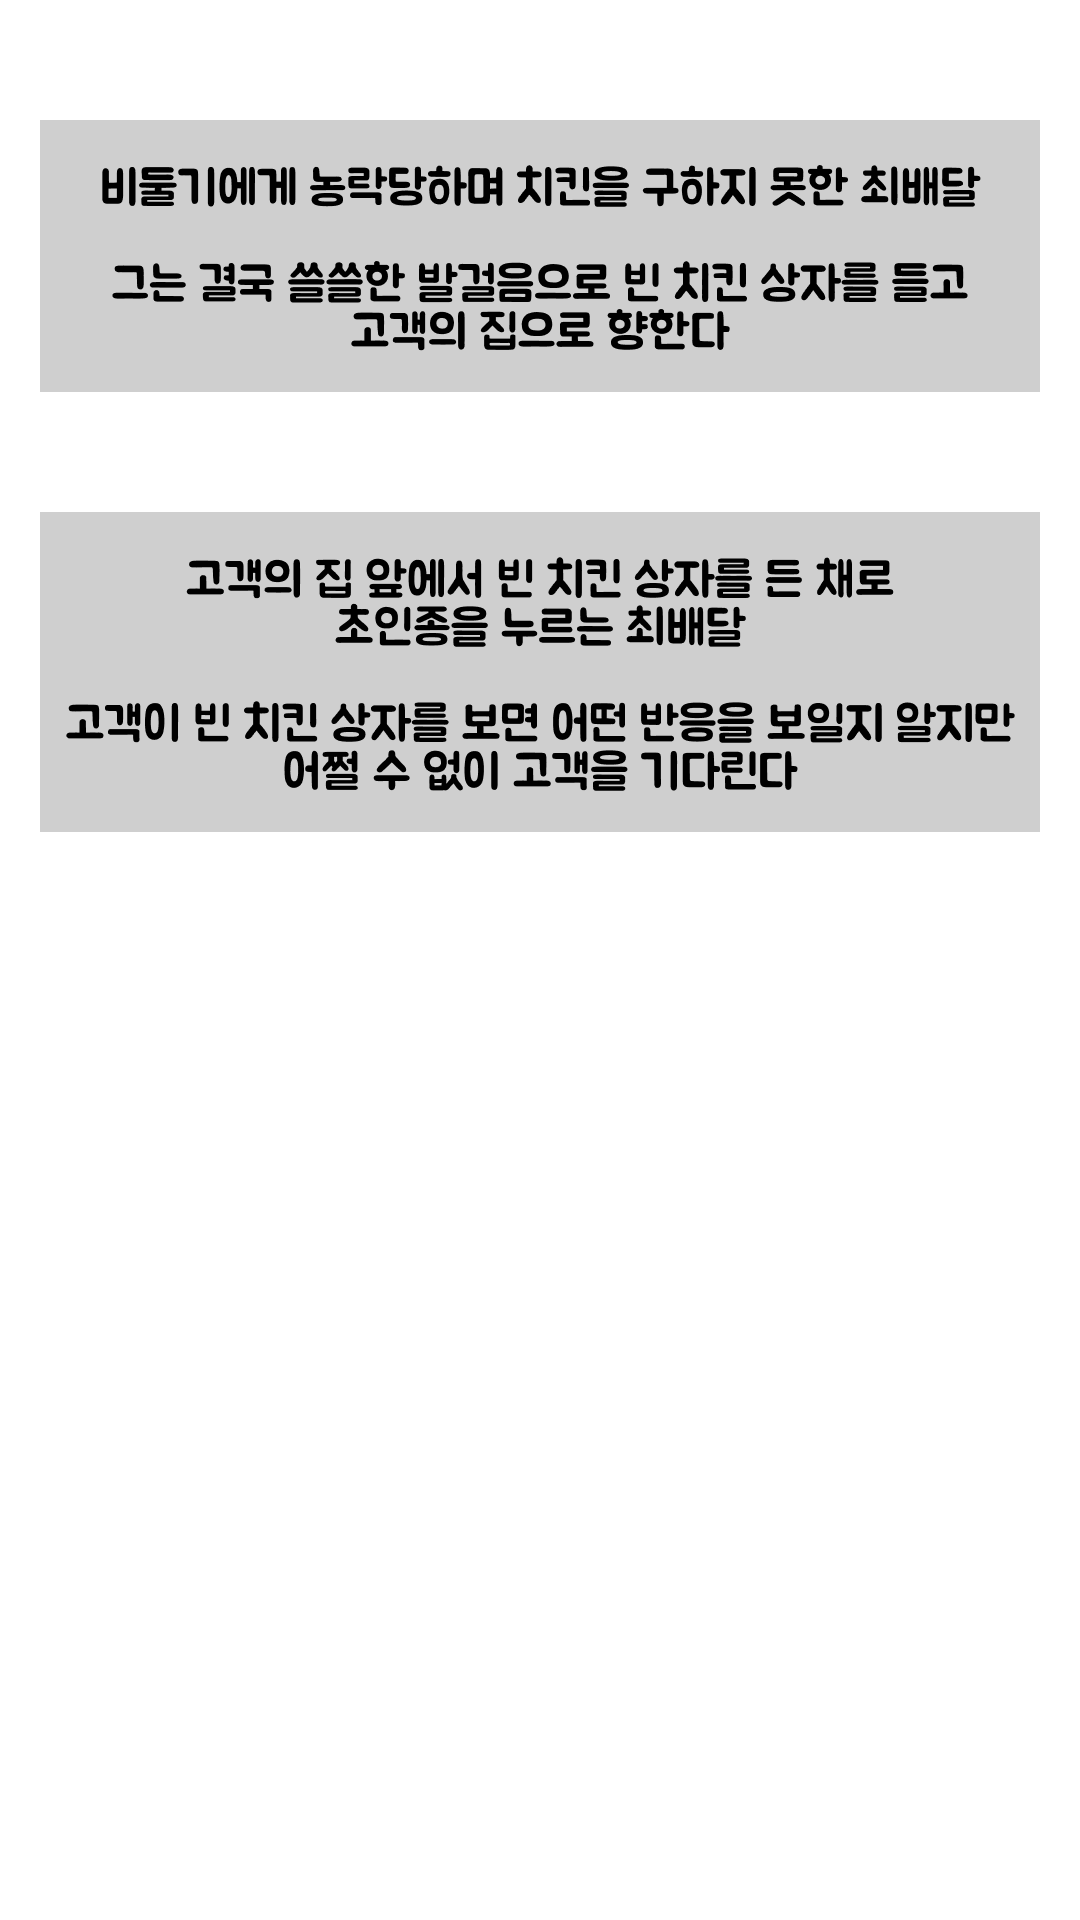 비둘기에게 농락당하며 치킨을 구하지 못한 최배달
그는 결국 쓸쓸한 발걸음으로 빈 치킨 상자를 들고
고객의 집으로 향한다
고객의 집 앞에서 빈 치킨 상자를 든 채로
초인종을 누르는 최배달
고객이 빈 치킨 상자를 보면 어떤 반응을 보일지 알지만
어쩔 수 없이 고객을 기다린다